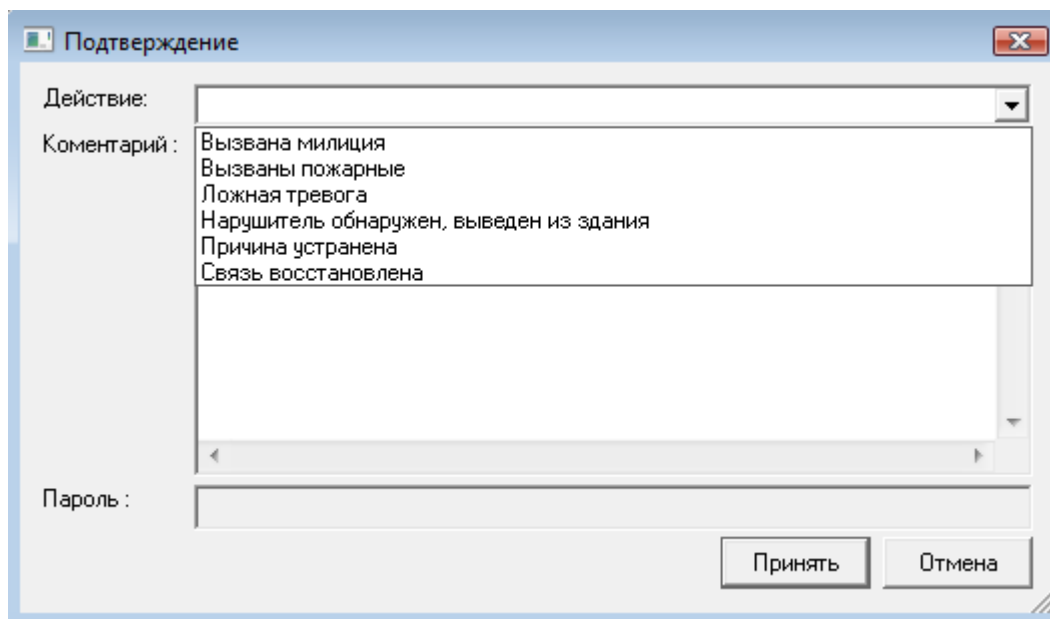 Подтверждение
Действие:
Коментарий :
Вызвана милиция
Вызваны пожарные
Ложная тревога
Нарушитель обнаружен, выведен из здания
Причина устранена
Связь восстановлена
Пароль :
Принять
Отмена